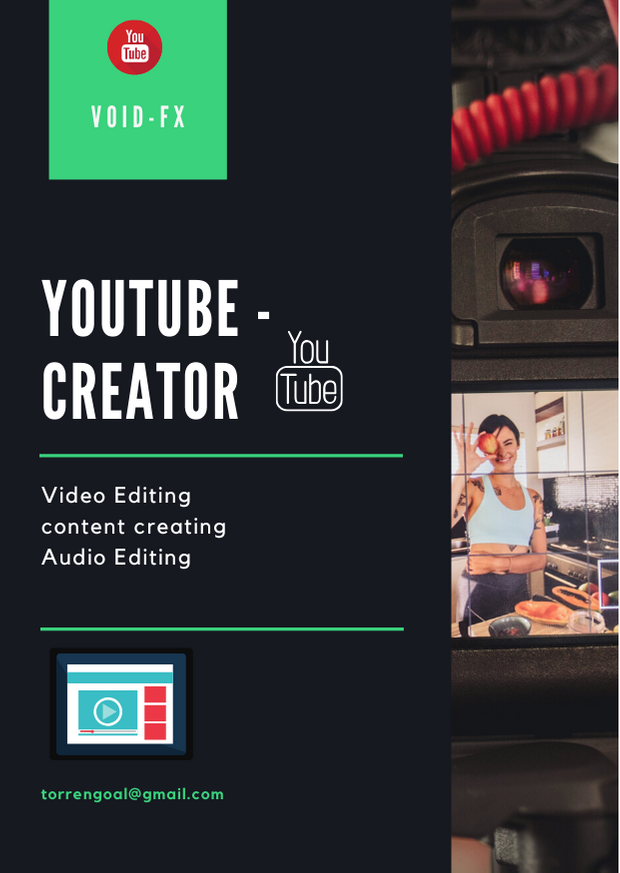 You
Tube
VOID-FX
YOUTUBE -
CREATOR
You
Tube
Video Editing
content creating
Audio Editing
torrengoal@gmail.com